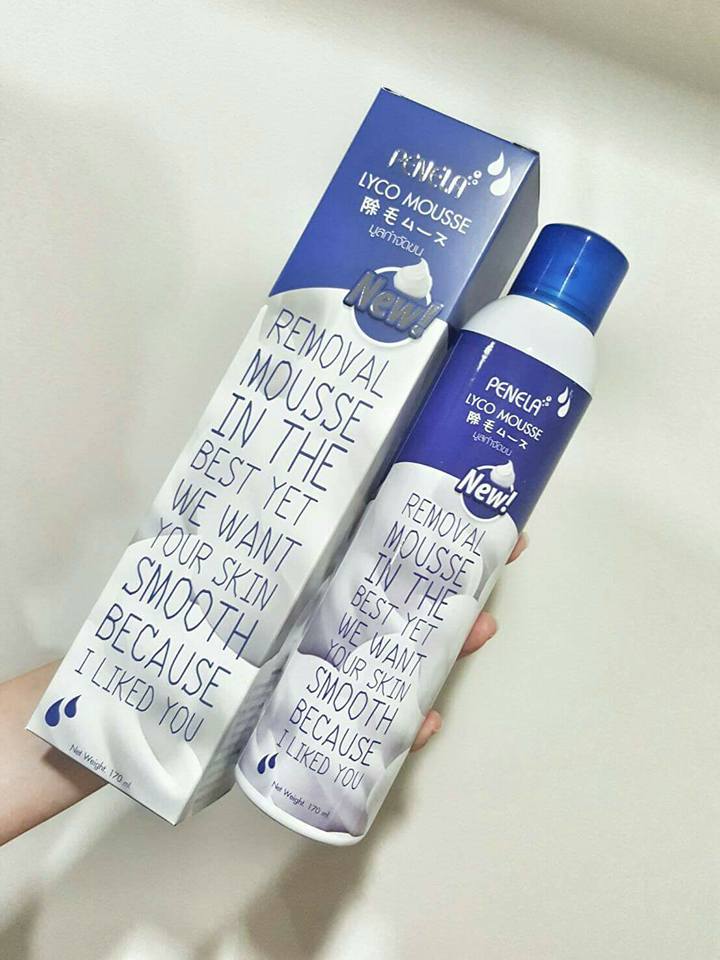 PENELA
LYCO MOUSSE
除毛ムース
มูสกำจัดขน
New!
REMOVAL
MOUSSE
IN THE
BEST YET
WE WANT
YOUR SKIN
SMOOTH
BECAUSE
I LIKED YOU
Net Weight 170 ml.
PENELA
LYCO MOUSSE
除毛ムース
มูสกำจัดขน
New!
REMOVAL
MOUSSE
IN THE
BEST YET
WE WANT
YOUR SKIN
SMOOTH
BECAUSE
I LIKED YOU
Net Weight 170 ml.